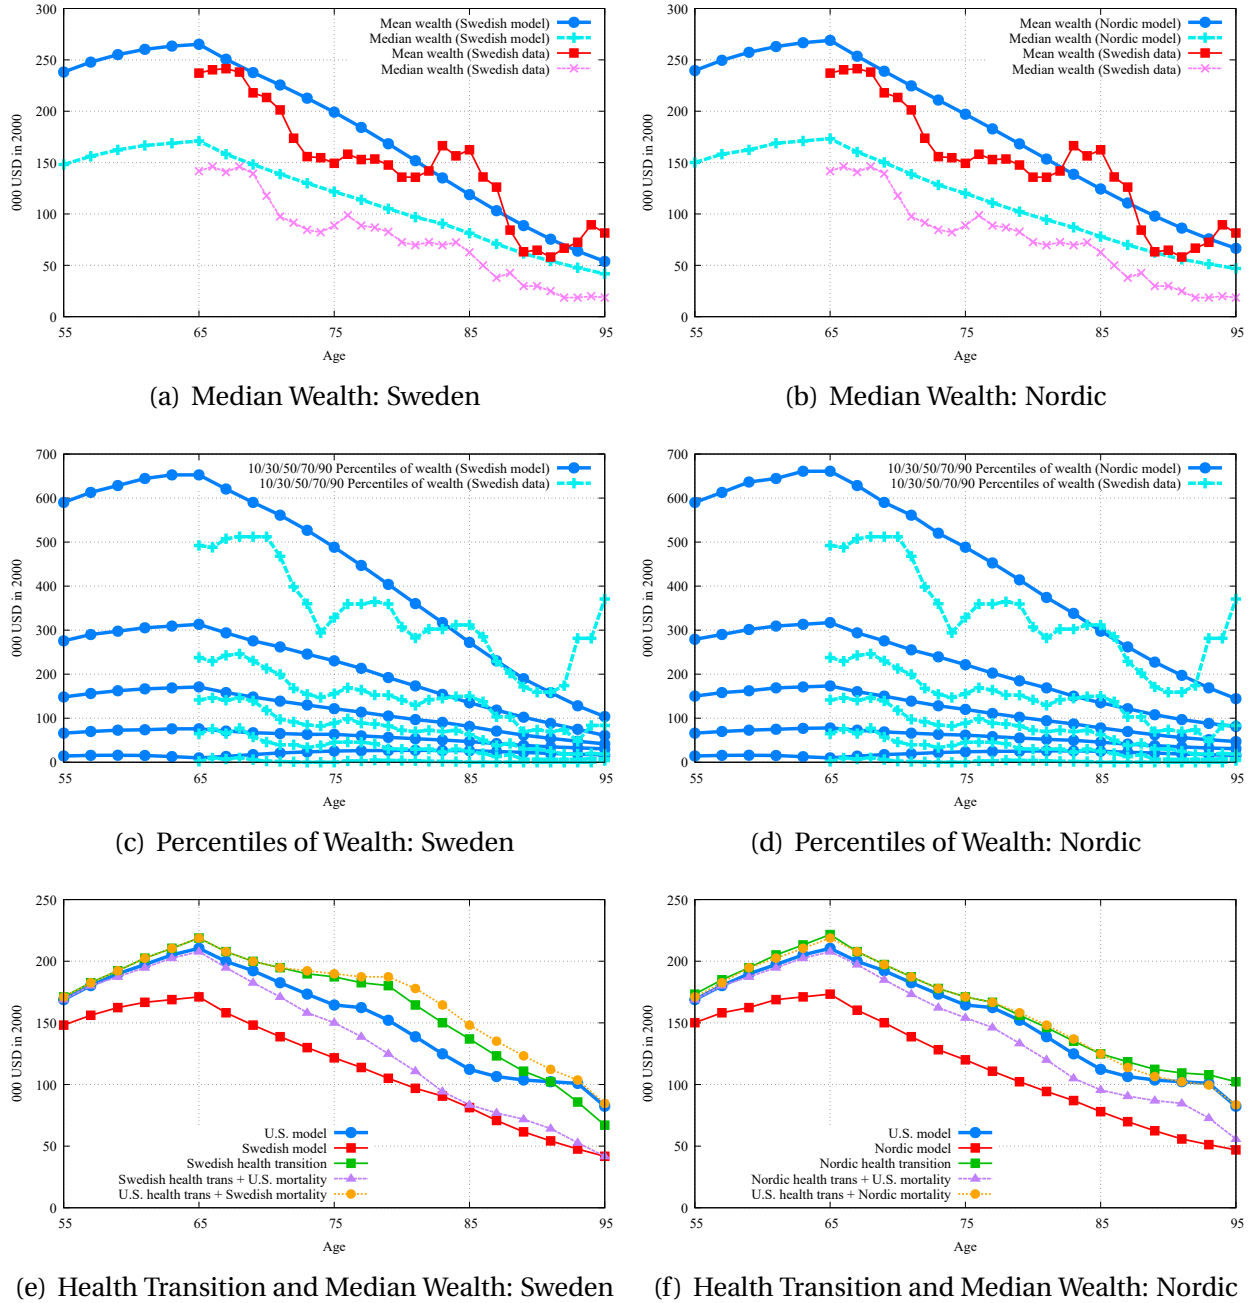 300
250
200
150
100
50
0
000 USD in 2000
Mean wealth (Swedish model)
Median wealth (Swedish model)
Mean wealth (Swedish data)
Median wealth (Swedish data)
55 65 75 85 95
Age
(a) Median Wealth: Sweden
300
250
200
150
100
50
0
000 USD in 2000
Mean wealth (Nordic model)
Median wealth (Nordic model)
Mean wealth (Swedish data)
Median wealth (Swedish data)
55 65 75 85 95
Age
(b) Median Wealth: Nordic
700
600
500
400
300
200
100
0
000 USD in 2000
10/30/50/70/90 Percentiles of wealth (Swedish model)
10/30/50/70/90 Percentiles of wealth (Swedish data)
55 65 75 85 95
Age
(c) Percentiles of Wealth: Sweden
700
600
500
400
300
200
100
0
000 USD in 2000
10/30/50/70/90 Percentiles of wealth (Nordic model)
10/30/50/70/90 Percentiles of wealth (Swedish data)
55 65 75 85 95
Age
(d) Percentiles of Wealth: Nordic
250
200
150
100
50
0
000 USD in 2000
U.S. model
Swedish model
Swedish health transition
Swedish health trans + U.S. mortality
U.S. health trans + Swedish mortality
55 65 75 85 95
Age
(e) Health Transition and Median Wealth: Sweden
250
200
150
100
50
0
000 USD in 2000
U.S. model
Nordic model
Nordic health transition
Nordic health trans + U.S. mortality
U.S. health trans + Nordic mortality
55 65 75 85 95
Age
(f) Health Transition and Median Wealth: Nordic